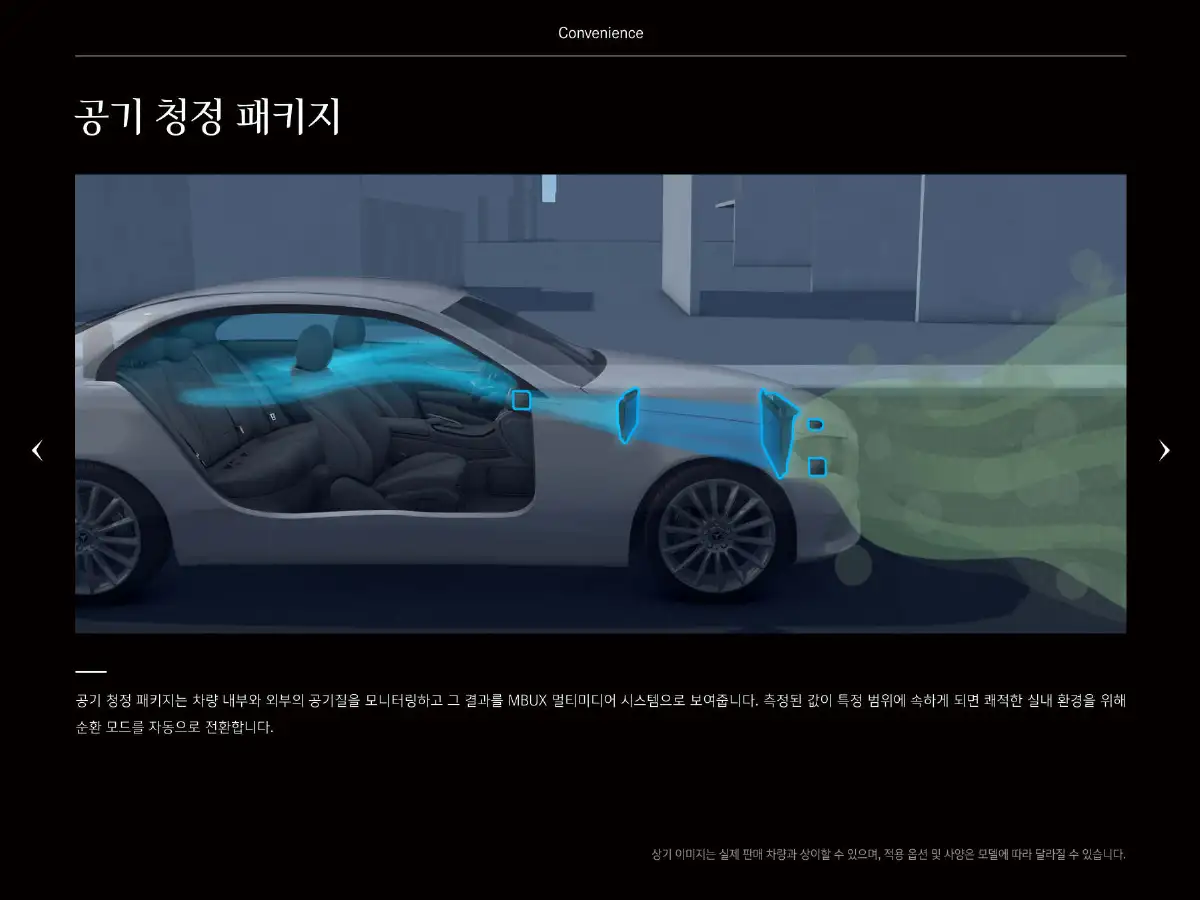 Convenience
공기 청정 패키지
공기 청정 패키지는 차량 내부와 외부의 공기질을 모니터링하고 그 결과를 MBUX 멀티미디어 시스템으로 보여줍니다. 측정된 값이 특정 범위에 속하게 되면 쾌적한 실내 환경을 위해
순환 모드를 자동으로 전환합니다.
상기 이미지는 실제 판매 차량과 상이할 수 있으며, 적용 옵션 및 사양은 모델에 따라 달라질 수 있습니다.